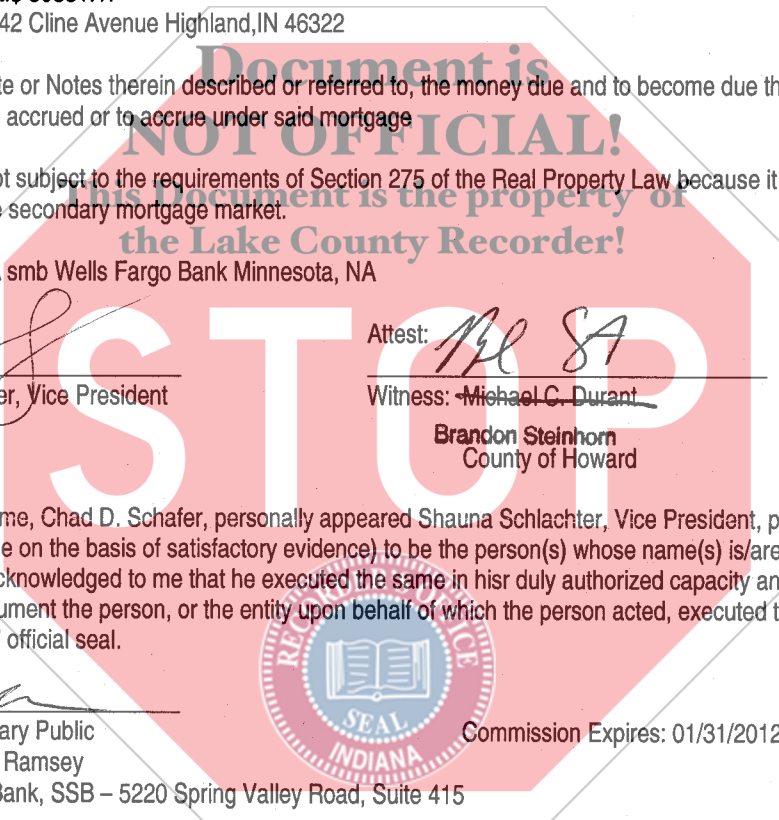 42 Cline Avenue Highland,IN 46322
Document is
te or Notes therein described or referred to, the money due and to become due th
accrued or to accrue under said mortgage
NOT OFFICIAL!
ot subject to the requirements of Section 275 of the Real Property Law because it
This Document is the property of
e secondary mortgage market.
the Lake County Recorder!
smb Wells Fargo Bank Minnesota, NA
STOP
Attest:
er, Vice President
Witness: Michael C. Durant
Brandon Steinhorn
County of Howard
me, Chad D. Schafer, personally appeared Shauna Schlachter, Vice President, p
e on the basis of satisfactory evidence) to be the person(s) whose name(s) is/are
cknowledged to me that he executed the same in hisr duly authorized capacity an
ument the person, or the entity upon behalf of which the person acted, executed t
official seal.
RECORDER'S OFFICE
SEAL
INDIANA
ary Public
Commission Expires: 01/31/2012
Ramsey
Bank, SSB – 5220 Spring Valley Road, Suite 415